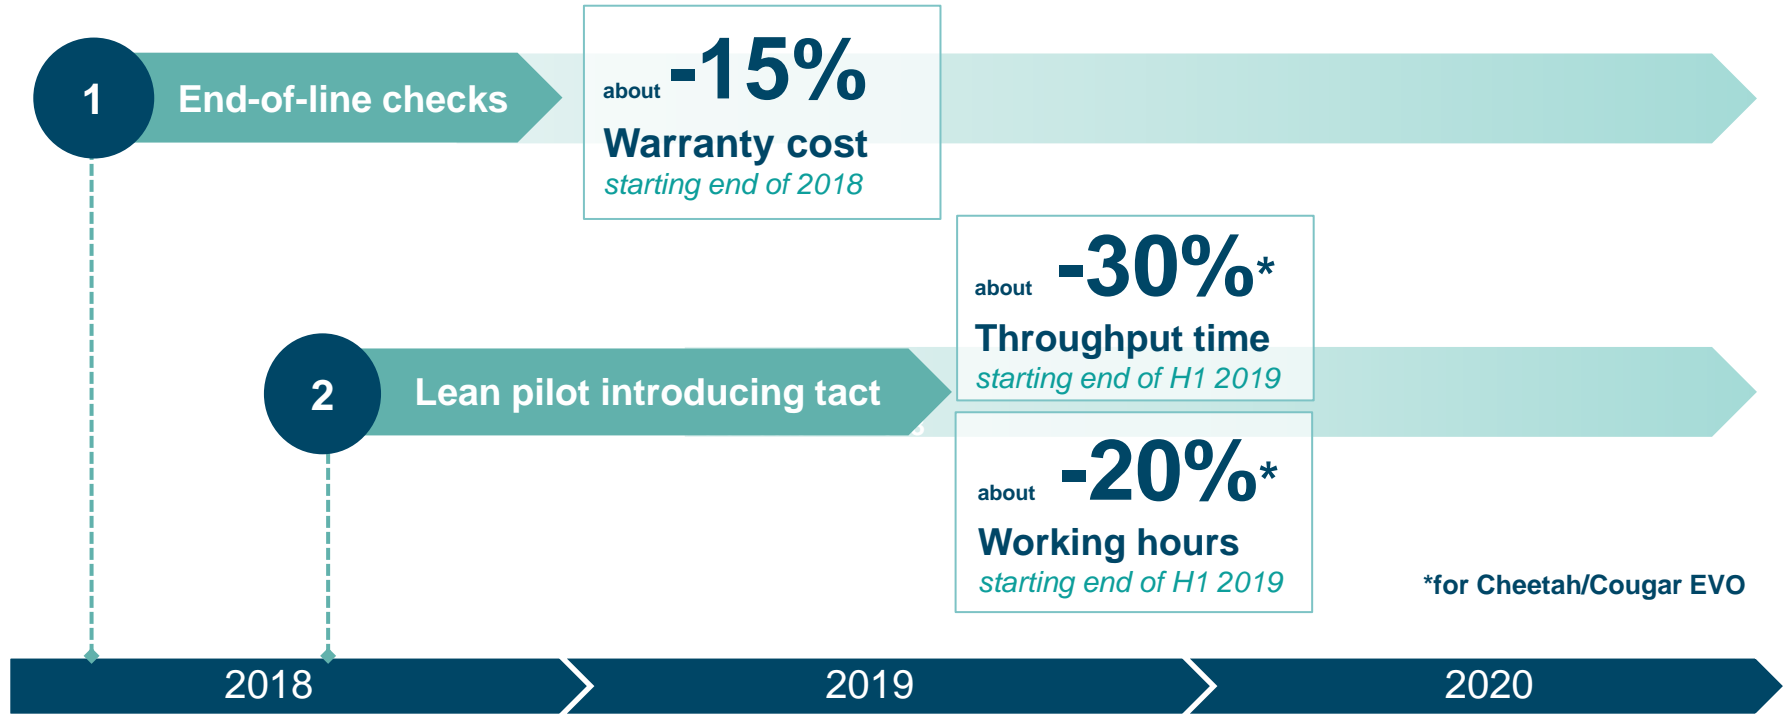 1
End-of-line checks
about -15%
Warranty cost
starting end of 2018
2
Lean pilot introducing tact
about -30%*
Throughput time
starting end of H1 2019
about -20%*
Working hours
starting end of H1 2019
*for Cheetah/Cougar EVO
2018
2019
2020